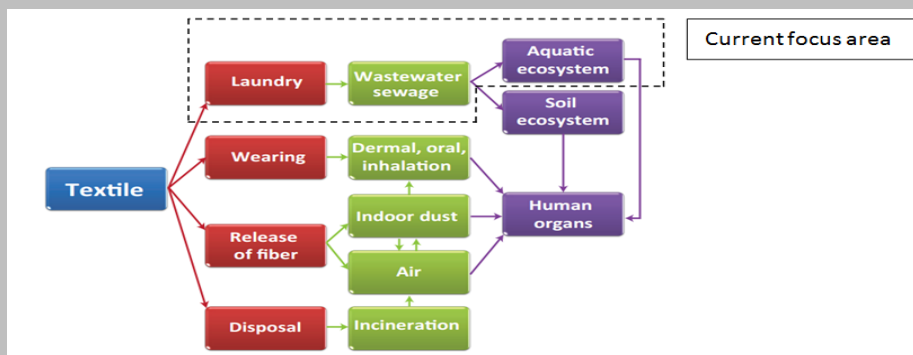 Current focus area
Aquatic
ecosystem
Laundry
Wastewater
sewage
Soil
ecosystem
Wearing
Dermal, oral,
inhalation
Textile
Indoor dust
Human
organs
Release
of fiber
Air
Disposal
Incineration